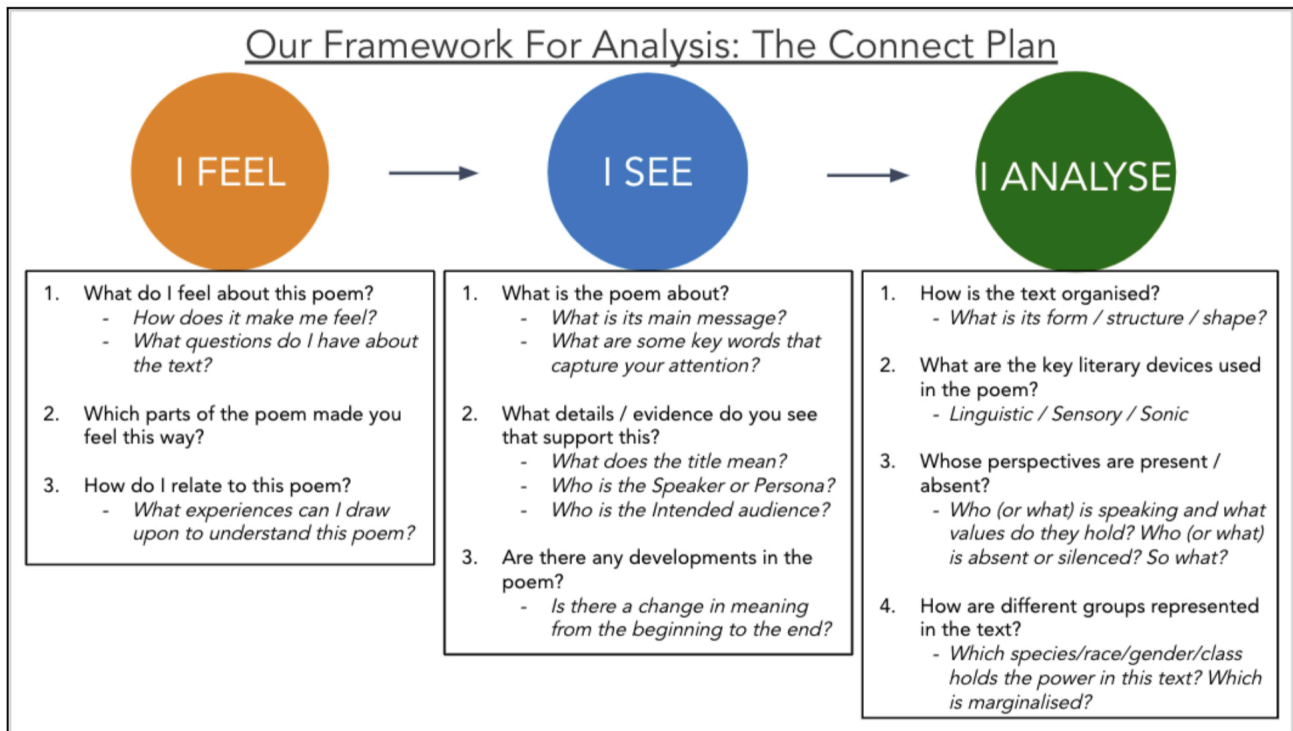 Our Framework For Analysis: The Connect Plan
I FEEL
I SEE
I ANALYSE
1. What do I feel about this poem?
- How does it make me feel?
- What questions do I have about
the text?
2. Which parts of the poem made you
feel this way?
3. How do I relate to this poem?
- What experiences can I draw
upon to understand this poem?
1. What is the poem about?
- What is its main message?
- What are some key words that
capture your attention?
2. What details / evidence do you see
that support this?
- What does the title mean?
- Who is the Speaker or Persona?
- Who is the Intended audience?
3. Are there any developments in the
poem?
- Is there a change in meaning
from the beginning to the end?
1. How is the text organised?
- What is its form / structure / shape?
2. What are the key literary devices used
in the poem?
- Linguistic / Sensory / Sonic
3. Whose perspectives are present /
absent?
- Who (or what) is speaking and what
values do they hold? Who (or what)
is absent or silenced? So what?
4. How are different groups represented
in the text?
- Which species/race/gender/class
holds the power in this text? Which
is marginalised?